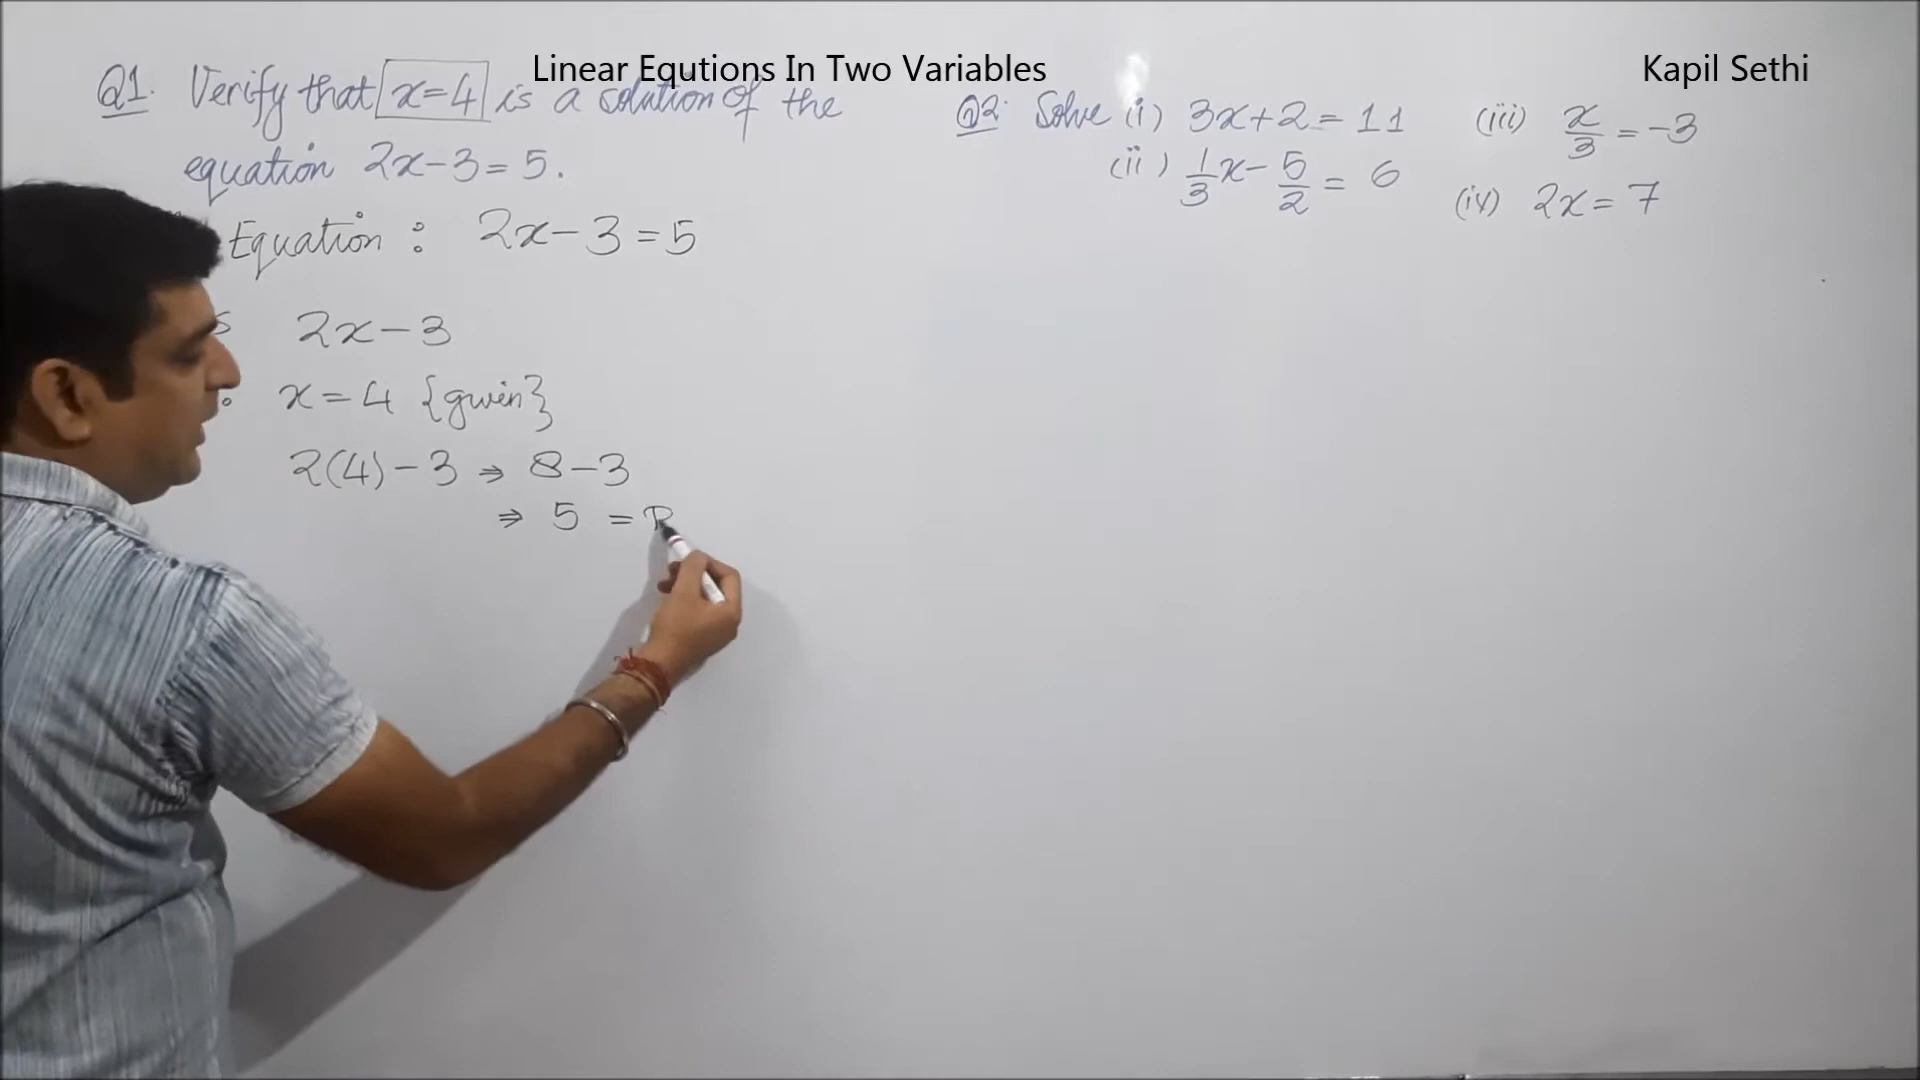 Linear Equtions In Two Variables
Kapil Sethi
Q1. Verify that x=4 is a solution of the
equation 2x-3=5.
Equation : 2x-3=5
2x-3
x=4 {given}
2(4)-3 ⇒ 8-3
⇒ 5 = R
Q2. Solve (i) 3x+2=11
(ii) 1/3x-5/2=6
(iii) x/3=-3
(iv) 2x=7